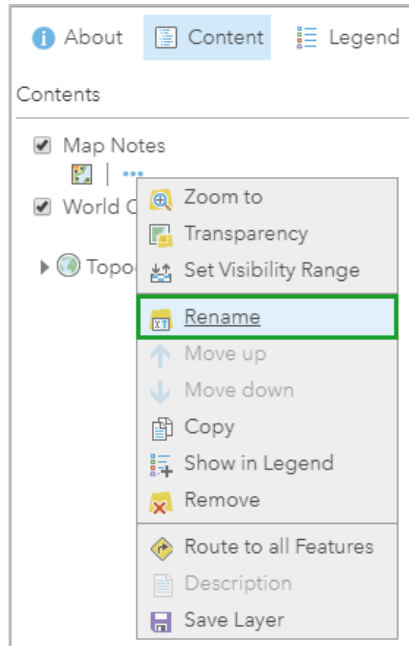 About Content Legend
Contents
Map Notes
World
Zoom to
Transparency
Topo
Set Visibility Range
Rename
Move up
Move down
Copy
Show in Legend
Remove
Route to all Features
Description
Save Layer